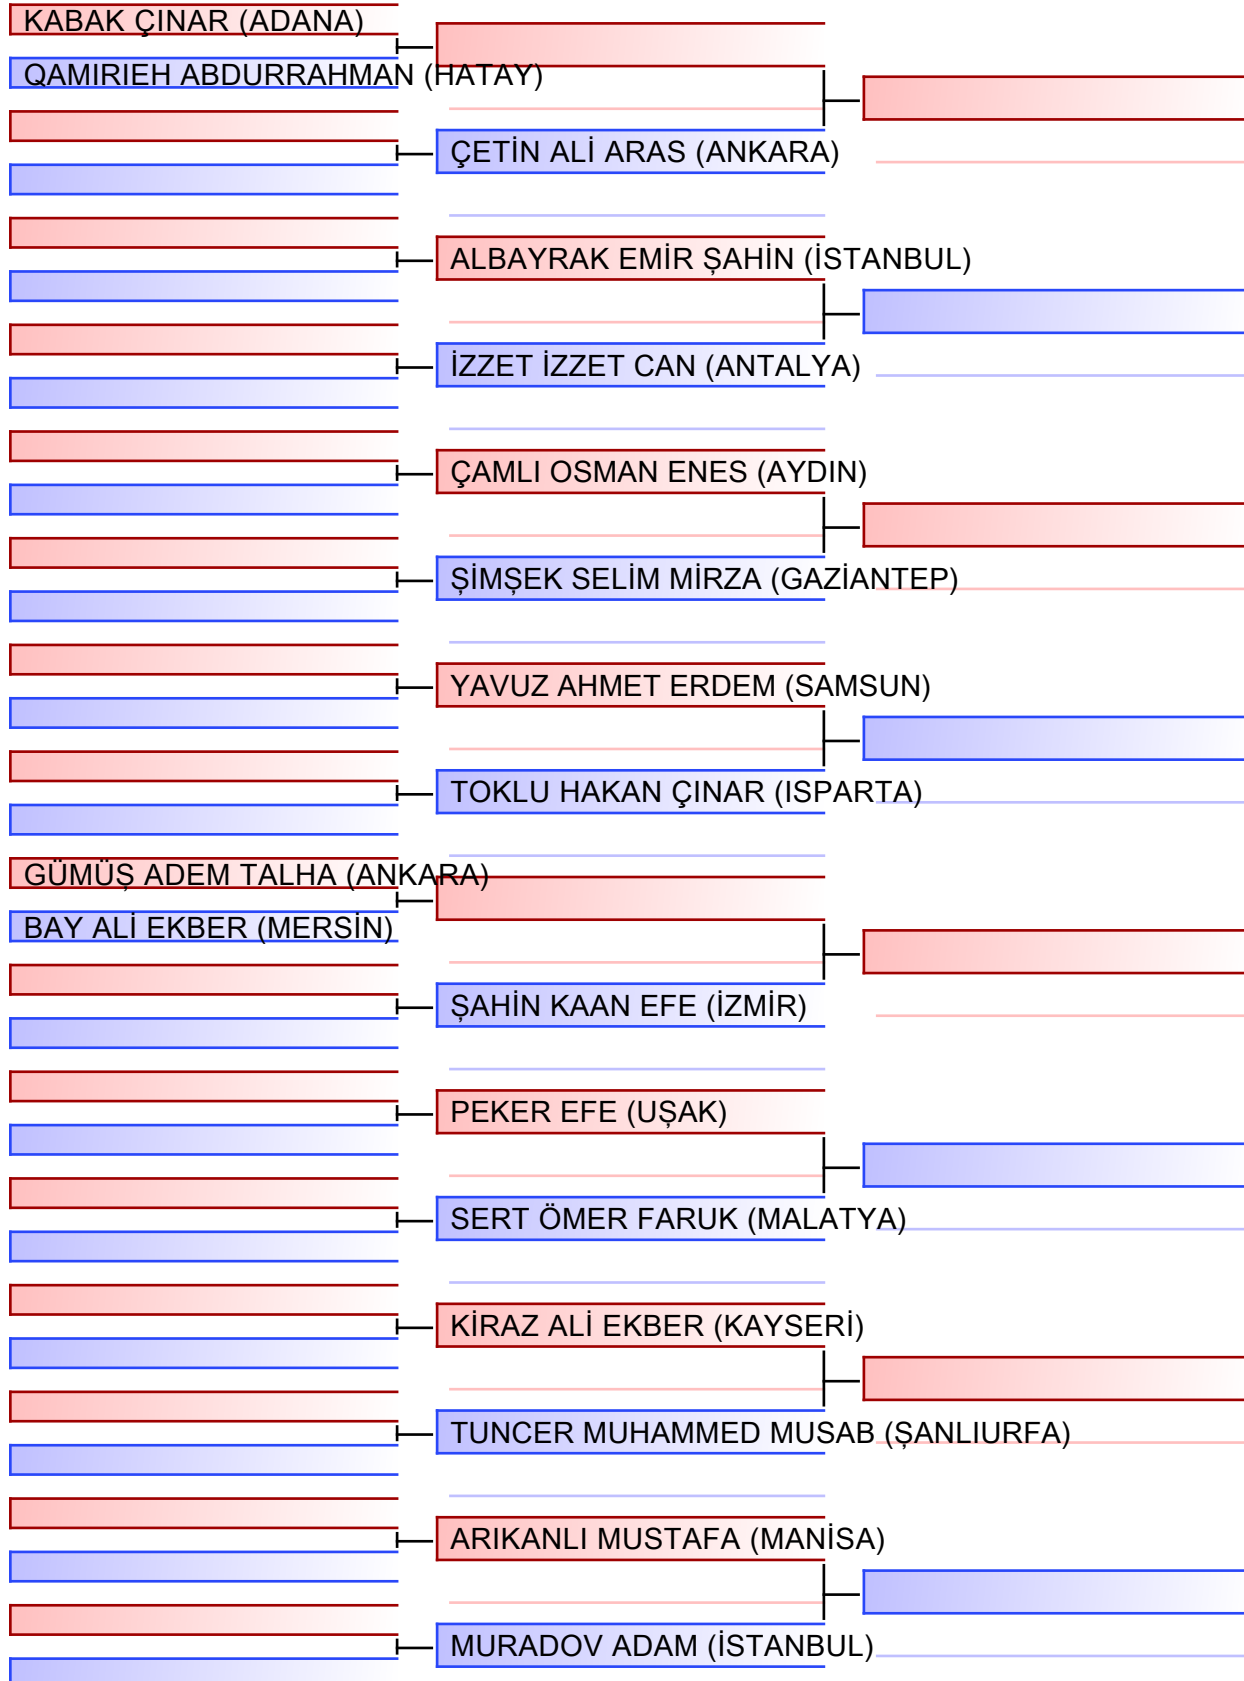 KABAK ÇINAR (ADANA)
QAMIRIEH ABDURRAHMAN (HATAY)
ÇETİN ALİ ARAS (ANKARA)
ALBAYRAK EMİR ŞAHİN (İSTANBUL)
İZZET İZZET CAN (ANTALYA)
ÇAMLI OSMAN ENES (AYDIN)
ŞİMŞEK SELİM MİRZA (GAZİANTEP)
YAVUZ AHMET ERDEM (SAMSUN)
TOKLU HAKAN ÇINAR (ISPARTA)
GÜMÜŞ ADEM TALHA (ANKARA)
BAY ALİ EKBER (MERSİN)
ŞAHİN KAAN EFE (İZMİR)
PEKER EFE (UŞAK)
SERT ÖMER FARUK (MALATYA)
KİRAZ ALİ EKBER (KAYSERİ)
TUNCER MUHAMMED MUSAB (ŞANLIURFA)
ARIKANLI MUSTAFA (MANİSA)
MURADOV ADAM (İSTANBUL)